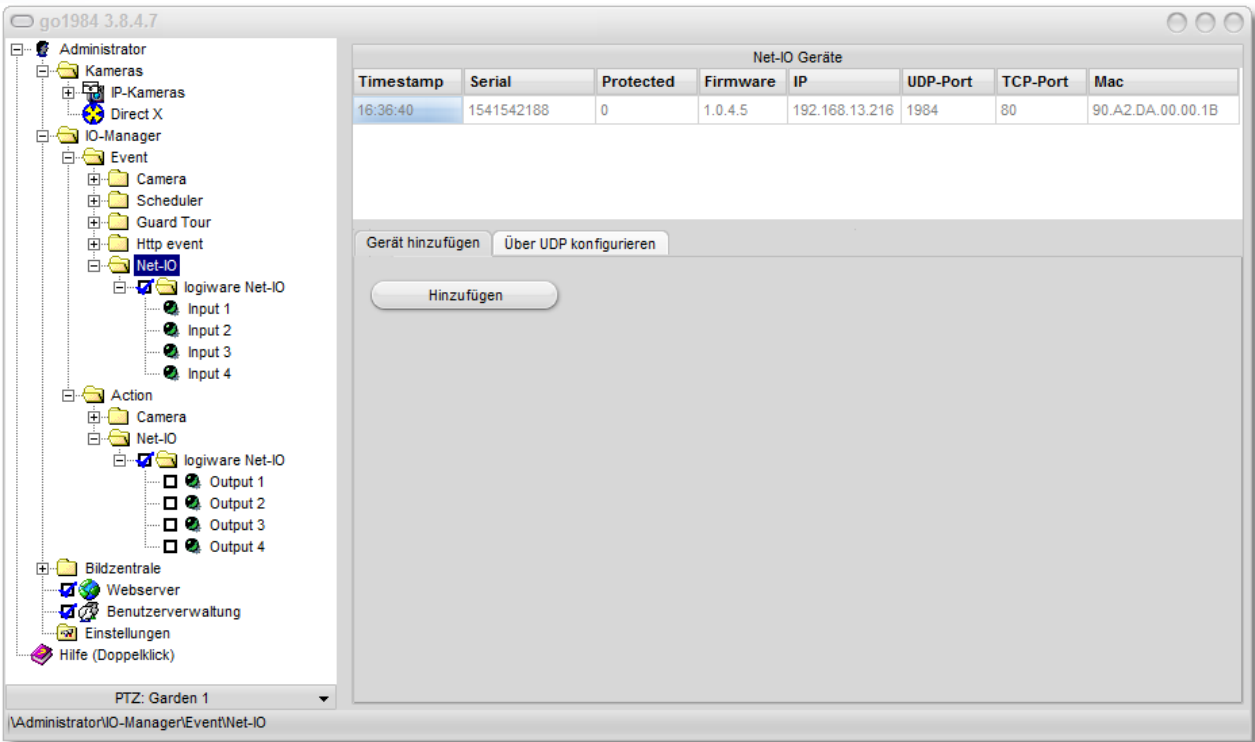 go1984 3.8.4.7
Administrator
Kameras
IP-Kameras
Direct X
IO-Manager
Event
Camera
Scheduler
Guard Tour
Http event
Net-IO
logiware Net-IO
Input 1
Input 2
Input 3
Input 4
Action
Camera
Net-IO
logiware Net-IO
Output 1
Output 2
Output 3
Output 4
Bildzentrale
Webserver
Benutzerverwaltung
Einstellungen
Hilfe (Doppelklick)
PTZ: Garden 1
Net-IO Geräte
Timestamp Serial Protected Firmware IP UDP-Port TCP-Port Mac
16:36:40 1541542188 0 1.0.4.5 192.168.13.216 1984 80 90.A2.DA.00.00.1B
Gerät hinzufügen Über UDP konfigurieren
Hinzufügen
\Administrator\IO-Manager\Event\Net-IO